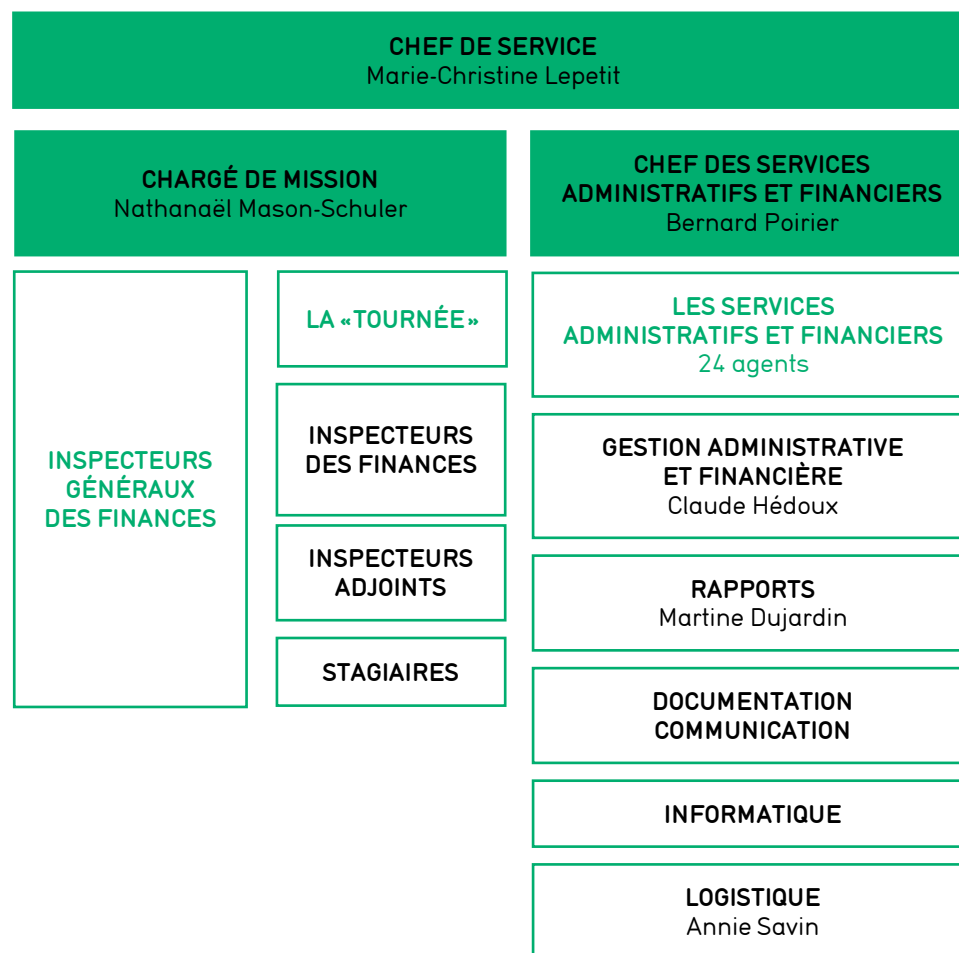 CHEF DE SERVICE
Marie-Christine Lepetit
CHARGÉ DE MISSION
Nathanaël Mason-Schuler
CHEF DES SERVICES
ADMINISTRATIFS ET FINANCIERS
Bernard Poirier
INSPECTEURS
GÉNÉRAUX
DES FINANCES
LA «TOURNÉE»
INSPECTEURS
DES FINANCES
INSPECTEURS
ADJOINTS
STAGIAIRES
LES SERVICES
ADMINISTRATIFS ET FINANCIERS
24 agents
GESTION ADMINISTRATIVE
ET FINANCIÈRE
Claude Hédoux
RAPPORTS
Martine Dujardin
DOCUMENTATION
COMMUNICATION
INFORMATIQUE
LOGISTIQUE
Annie Savin